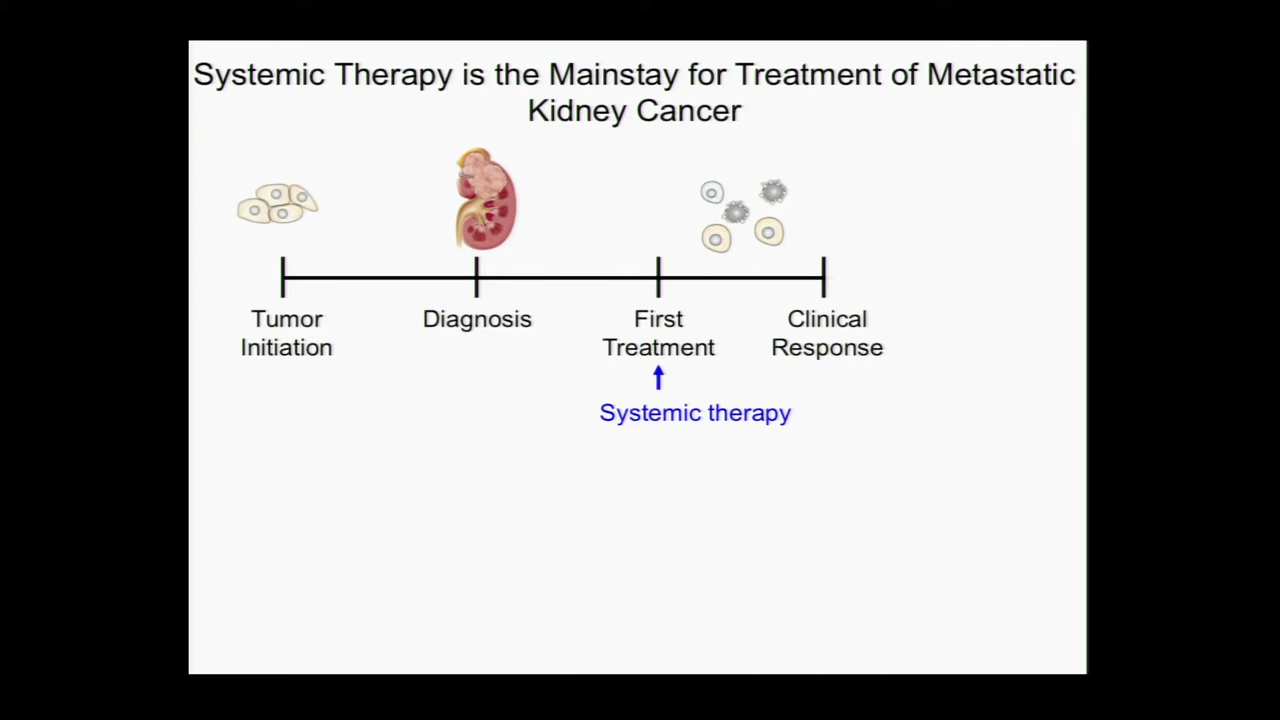 Systemic Therapy is the Mainstay for Treatment of Metastatic
Kidney Cancer
Tumor
Initiation
Diagnosis
First
Treatment
Clinical
Response
Systemic therapy